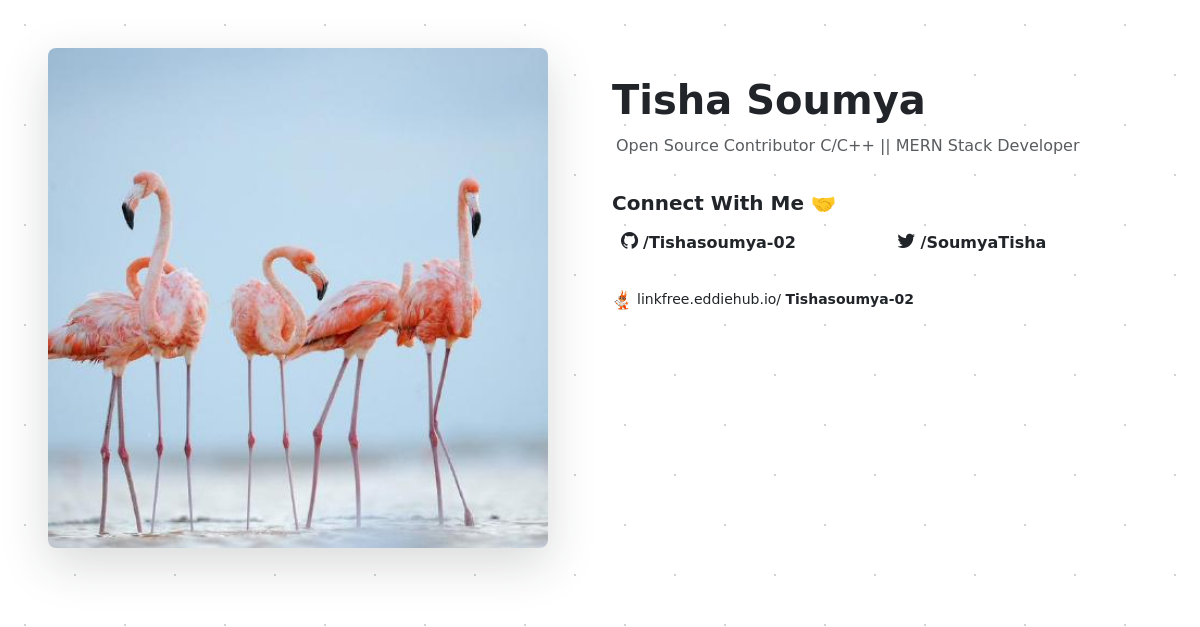 Tisha Soumya
Open Source Contributor C/C++ || MERN Stack Developer
Connect With Me 🤝
/Tishasoumya-02
/SoumyaTisha
linkfree.eddiehub.io/ Tishasoumya-02